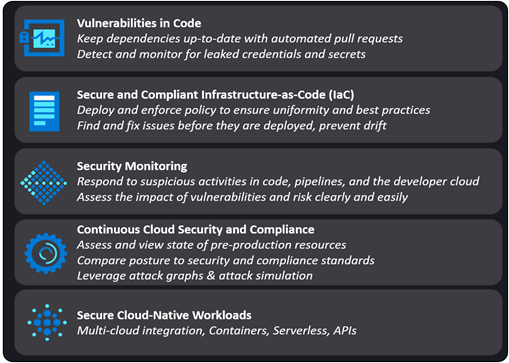 Vulnerabilities in Code
Keep dependencies up-to-date with automated pull requests
Detect and monitor for leaked credentials and secrets
Secure and Compliant Infrastructure-as-Code (IaC)
Deploy and enforce policy to ensure uniformity and best practices
Find and fix issues before they are deployed, prevent drift
Security Monitoring
Respond to suspicious activities in code, pipelines, and the developer cloud
Assess the impact of vulnerabilities and risk clearly and easily
Continuous Cloud Security and Compliance
Assess and view state of pre-production resources
Compare posture to security and compliance standards
Leverage attack graphs & attack simulation
Secure Cloud-Native Workloads
Multi-cloud integration, Containers, Serverless, APIs